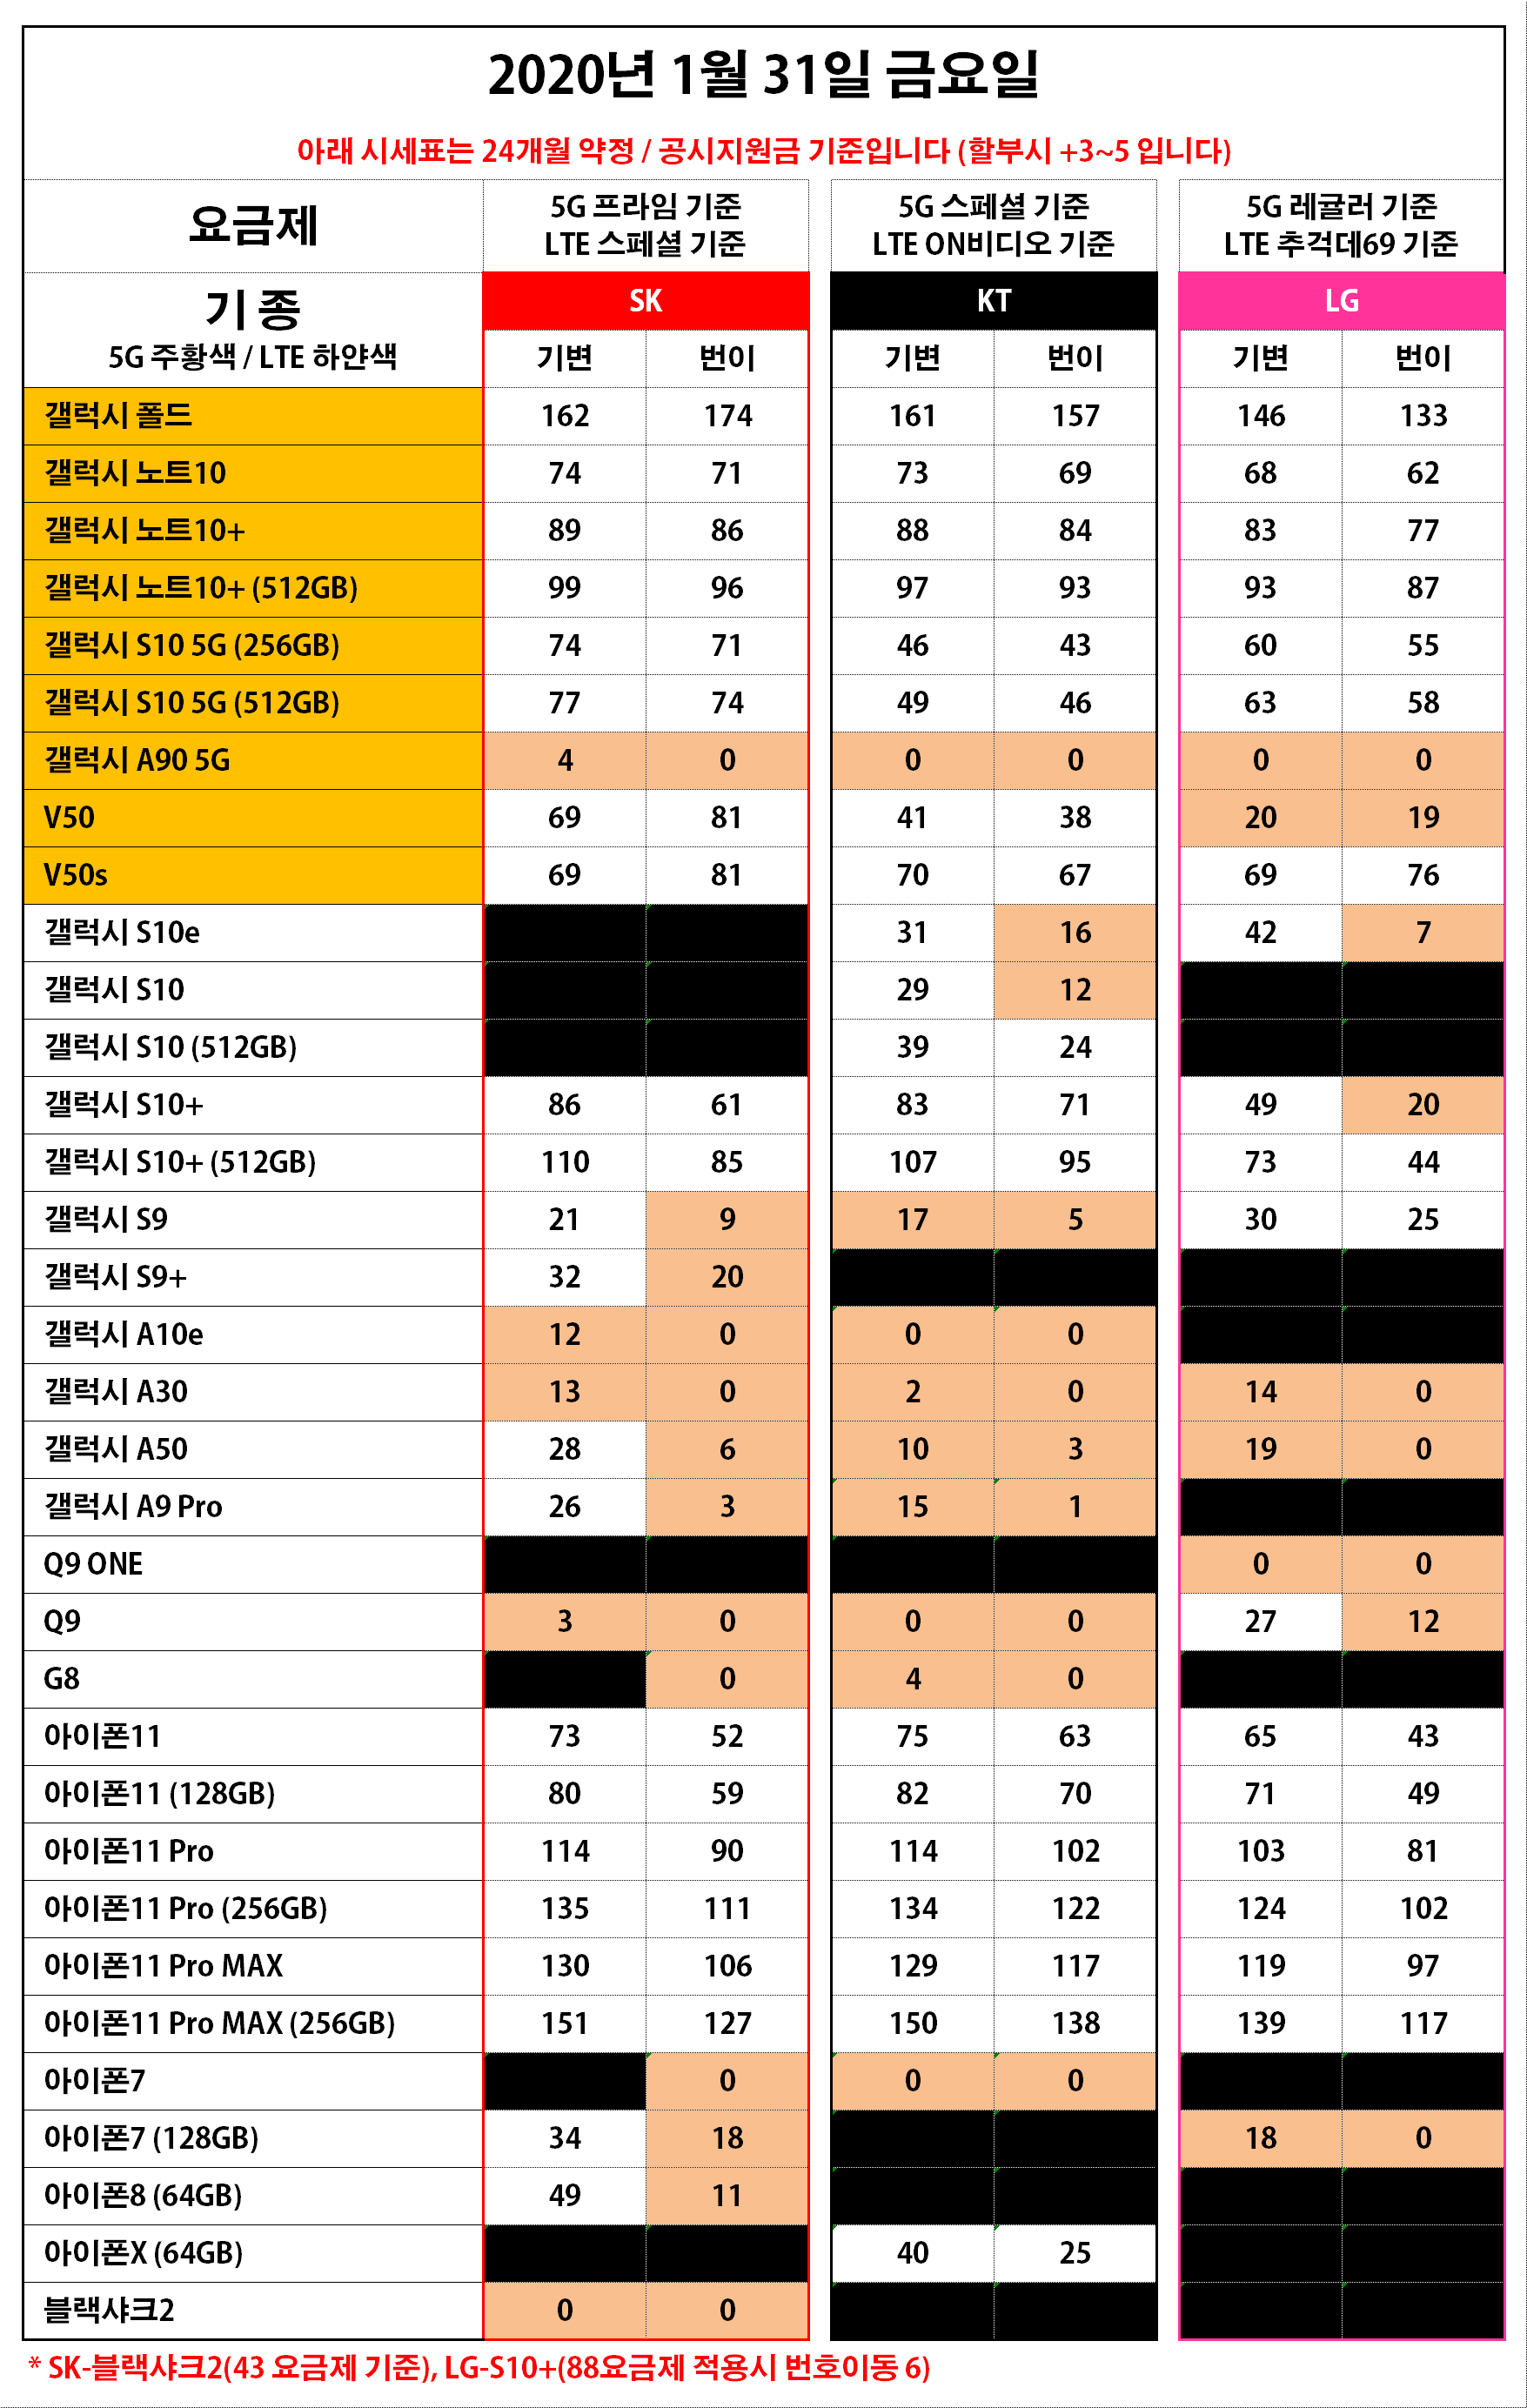 2020년 1월 31일 금요일
아래 시세표는 24개월 약정 / 공시지원금 기준입니다 (할부시 +3~5 입니다)
요금제 5G 프라임 기준 5G 스페셜 기준 5G 레귤러 기준
LTE 스페셜 기준 LTE ON비디오 기준 LTE 추걱데69 기준
기 종 SK KT LG
5G 주황색 / LTE 하얀색 기변 번이 기변 번이 기변 번이
갤럭시 폴드 162 174 161 157 146 133
갤럭시 노트10 74 71 73 69 68 62
갤럭시 노트10+ 89 86 88 84 83 77
갤럭시 노트10+ (512GB) 99 96 97 93 93 87
갤럭시 S10 5G (256GB) 74 71 46 43 60 55
갤럭시 S10 5G (512GB) 77 74 49 46 63 58
갤럭시 A90 5G 4 0 0 0 0 0
V50 69 81 41 38 20 19
V50s 69 81 70 67 69 76
갤럭시 S10e 31 16 42 7
갤럭시 S10 29 12
갤럭시 S10 (512GB) 39 24
갤럭시 S10+ 86 61 83 71 49 20
갤럭시 S10+ (512GB) 110 85 107 95 73 44
갤럭시 S9 21 9 17 5 30 25
갤럭시 S9+ 32 20
갤럭시 A10e 12 0 0 0
갤럭시 A30 13 0 2 0 14 0
갤럭시 A50 28 6 10 3 19 0
갤럭시 A9 Pro 26 3 15 1
Q9 ONE 0 0
Q9 3 0 0 0 27 12
G8 0 4 0
아이폰11 73 52 75 63 65 43
아이폰11 (128GB) 80 59 82 70 71 49
아이폰11 Pro 114 90 114 102 103 81
아이폰11 Pro (256GB) 135 111 134 122 124 102
아이폰11 Pro MAX 130 106 129 117 119 97
아이폰11 Pro MAX (256GB) 151 127 150 138 139 117
아이폰7 0 0 0
아이폰7 (128GB) 34 18 18 0
아이폰8 (64GB) 49 11
아이폰X (64GB) 40 25
블랙샤크2 0 0
* SK-블랙샤크2(43 요금제 기준), LG-S10+(88요금제 적용시 번호이동 6)